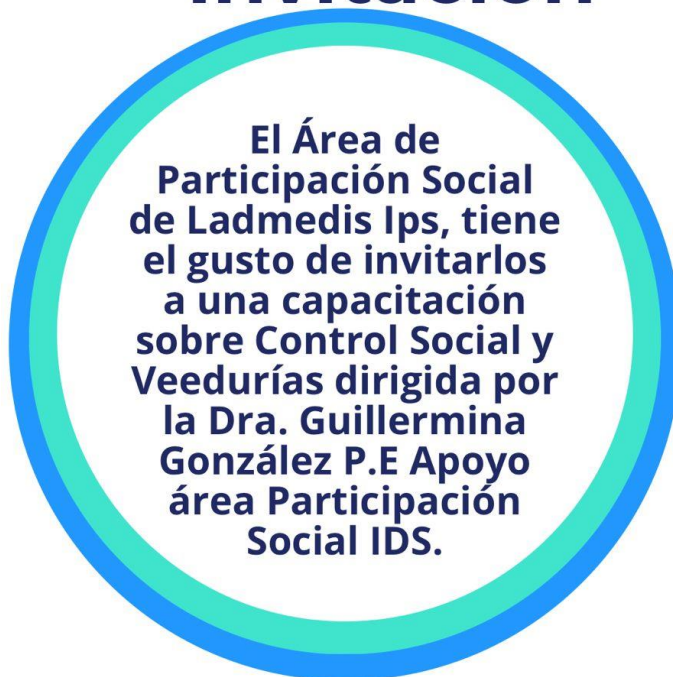 Invitación
El Área de
Participación Social
de Ladmedis Ips, tiene
el gusto de invitarlos
a una capacitación
sobre Control Social y
Veedurías dirigida por
la Dra. Guillermina
González P.E Apoyo
área Participación
Social IDS.